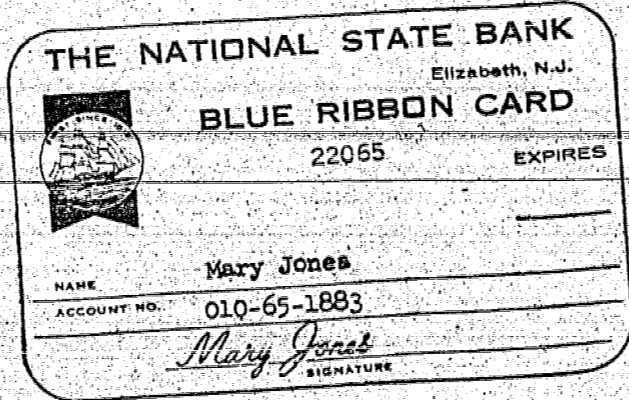 THE NATIONAL STATE BANK
Elizabeth, N.J.
BLUE RIBBON CARD
22065
EXPIRES
NAME Mary Jones
ACCOUNT NO. 010-65-1883
Mary Jones
SIGNATURE